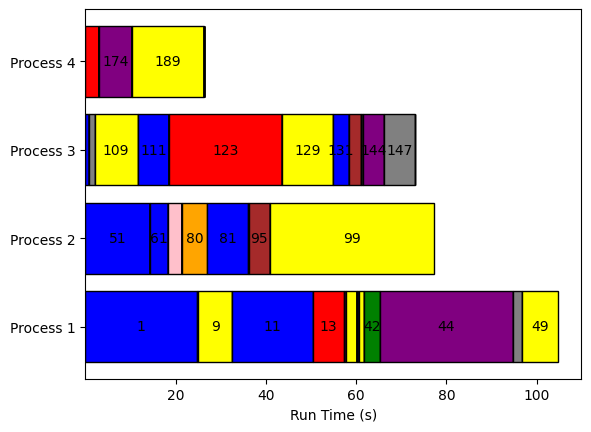 Process 4 174 189
Process 3 109 111 123 129 131 144 147
Process 2 51 61 80 81 95 99
Process 1 1 9 11 13 42 44 49
20 40 60 80 100
Run Time (s)